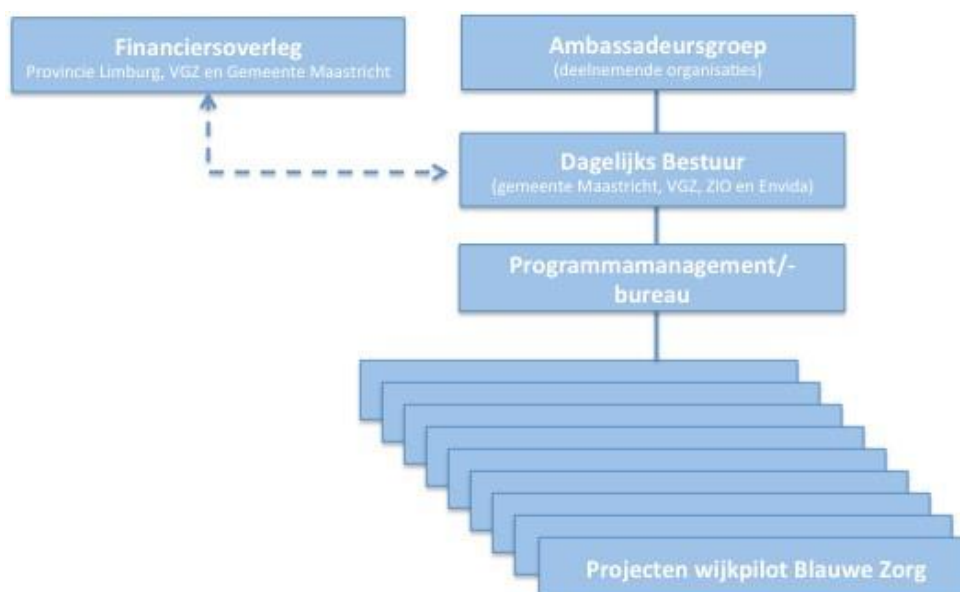 Financiersoverleg
Provincie Limburg, VGZ en Gemeente Maastricht
Ambassadeursgroep
(deelnemende organisaties)
Dagelijks Bestuur
(gemeente Maastricht, VGZ, ZIO en Envida)
Programmamanagement/-
bureau
Projecten wijkpilot Blauwe Zorg